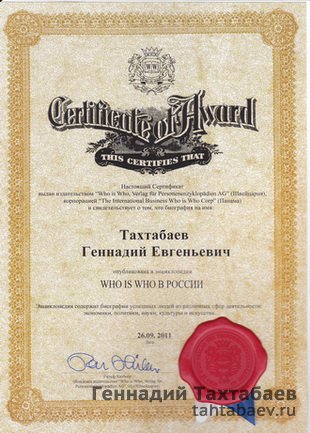 Certificate of Award
THIS CERTIFIES THAT
Настоящий Сертификат
выдан издательством "Who is Who, Verlag für Personenenzyklopädien AG" (Швейцария),
корпорацией "The International Business Who is Who Corp" (Панама)
и свидетельствует о том, что биография на имя:
Тахтабаев
Геннадий Евгеньевич
опубликована в энциклопедии
WHO IS WHO В РОССИИ
Энциклопедия содержит биографии успешных людей из различных сфер деятельности:
экономики, политики, науки, культуры и искусства.
26.09. 2011
Дата
Геннадий Тахтабаев
tahtabaev.ru